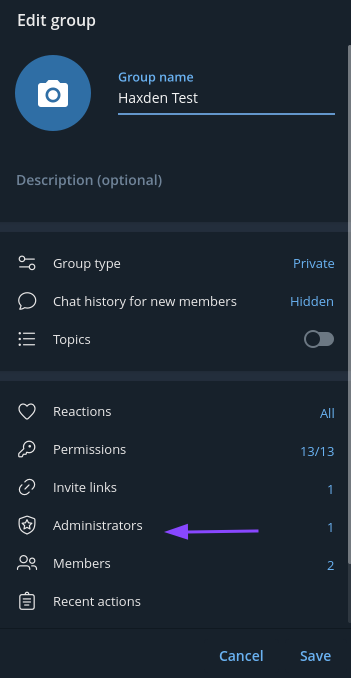 Edit group
Group name
Haxden Test
Description (optional)
Group type Private
Chat history for new members Hidden
Topics
Reactions All
Permissions 13/13
Invite links 1
Administrators 1
Members 2
Recent actions
Cancel Save